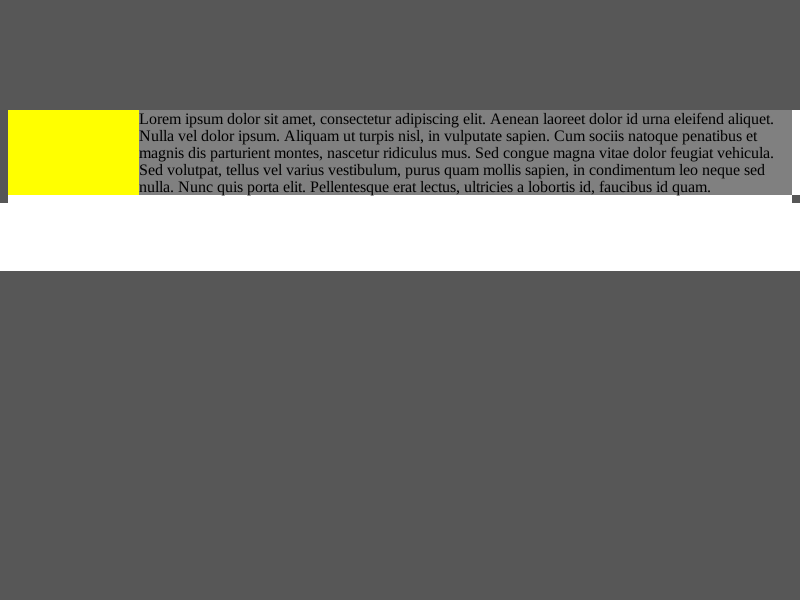 Lorem ipsum dolor sit amet, consectetur adipiscing elit. Aenean laoreet dolor id urna eleifend aliquet.
Nulla vel dolor ipsum. Aliquam ut turpis nisl, in vulputate sapien. Cum sociis natoque penatibus et
magnis dis parturient montes, nascetur ridiculus mus. Sed congue magna vitae dolor feugiat vehicula.
Sed volutpat, tellus vel varius vestibulum, purus quam mollis sapien, in condimentum leo neque sed
nulla. Nunc quis porta elit. Pellentesque erat lectus, ultricies a lobortis id, faucibus id quam.